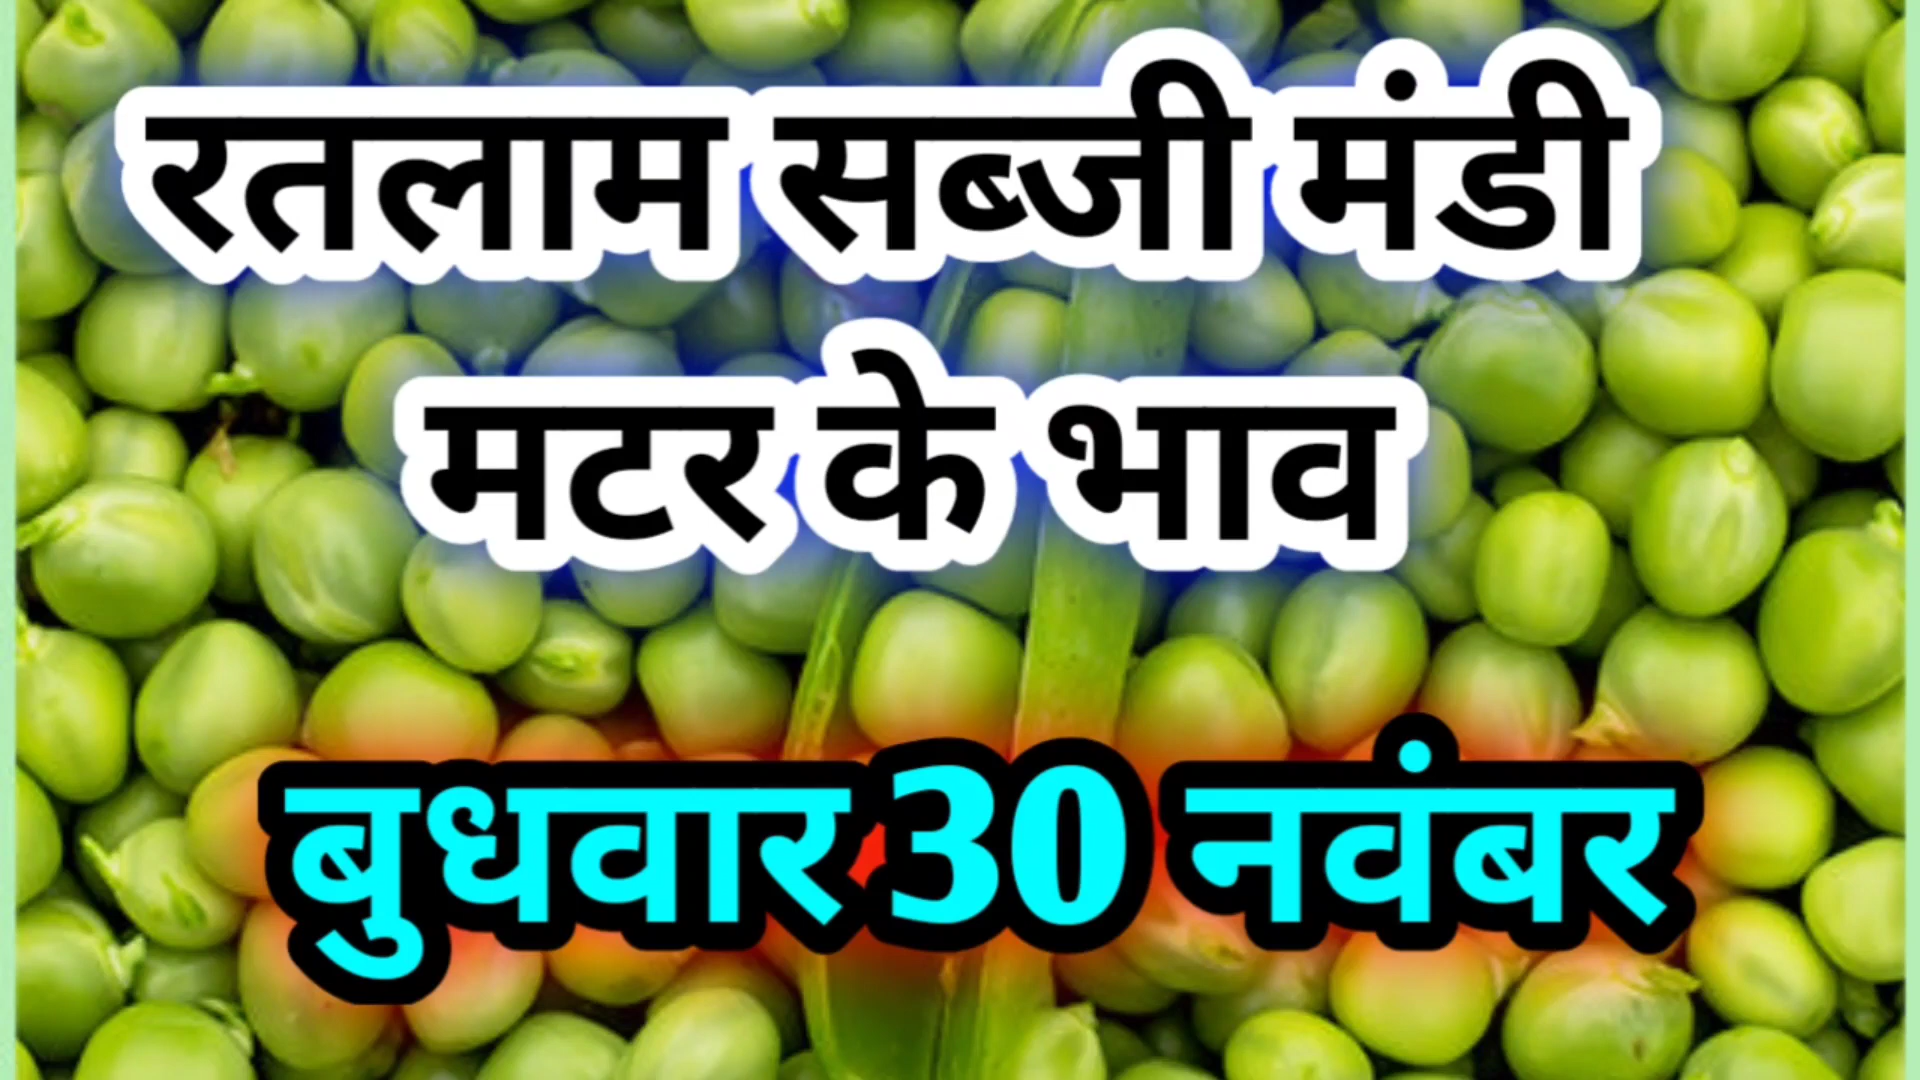 रतलाम सब्जी मंडी
मटर के भाव
बुधवार 30 नवंबर